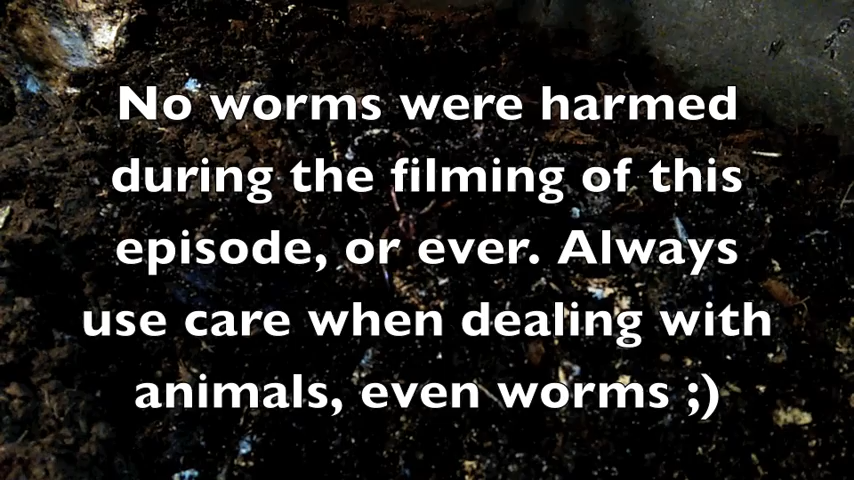 No worms were harmed
during the filming of this
episode, or ever. Always
use care when dealing with
animals, even worms ;)